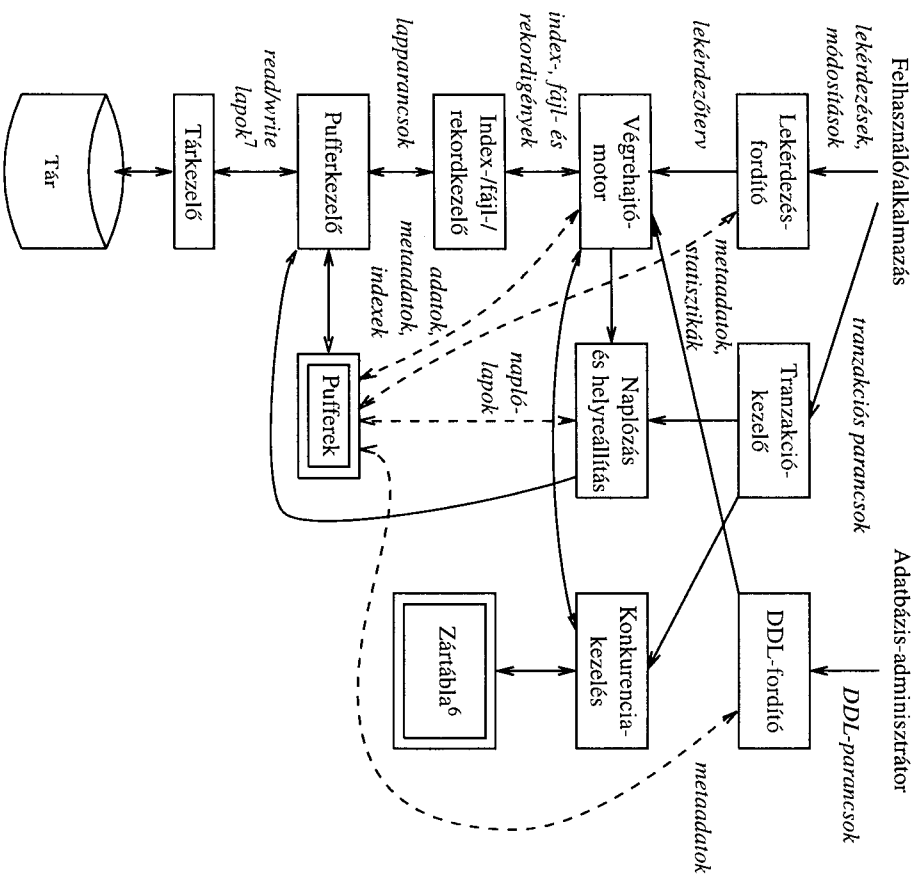 Felhasználó/alkalmazás
Adatbázis-adminisztrátor
lekérdezések,
módosítások
tranzakciós parancsok
DDL-parancsok
Lekérdezés-
fordító
Tranzakció-
kezelő
DDL-fordító
lekérdezőterv
metaadatok,
statisztikák
metaadatok
Végrehajtó-
motor
Naplózás
és helyreállítás
Konkurencia-
kezelés
index-, fájl- és
rekordigények
napló-
lapok
Index-/fájl-/
rekordkezelő
Zártábla6
lapparancsok
adatok,
metaadatok,
indexek
Pufferkezelő
Pufferek
read/write
lapok7
Tárkezelő
Tár